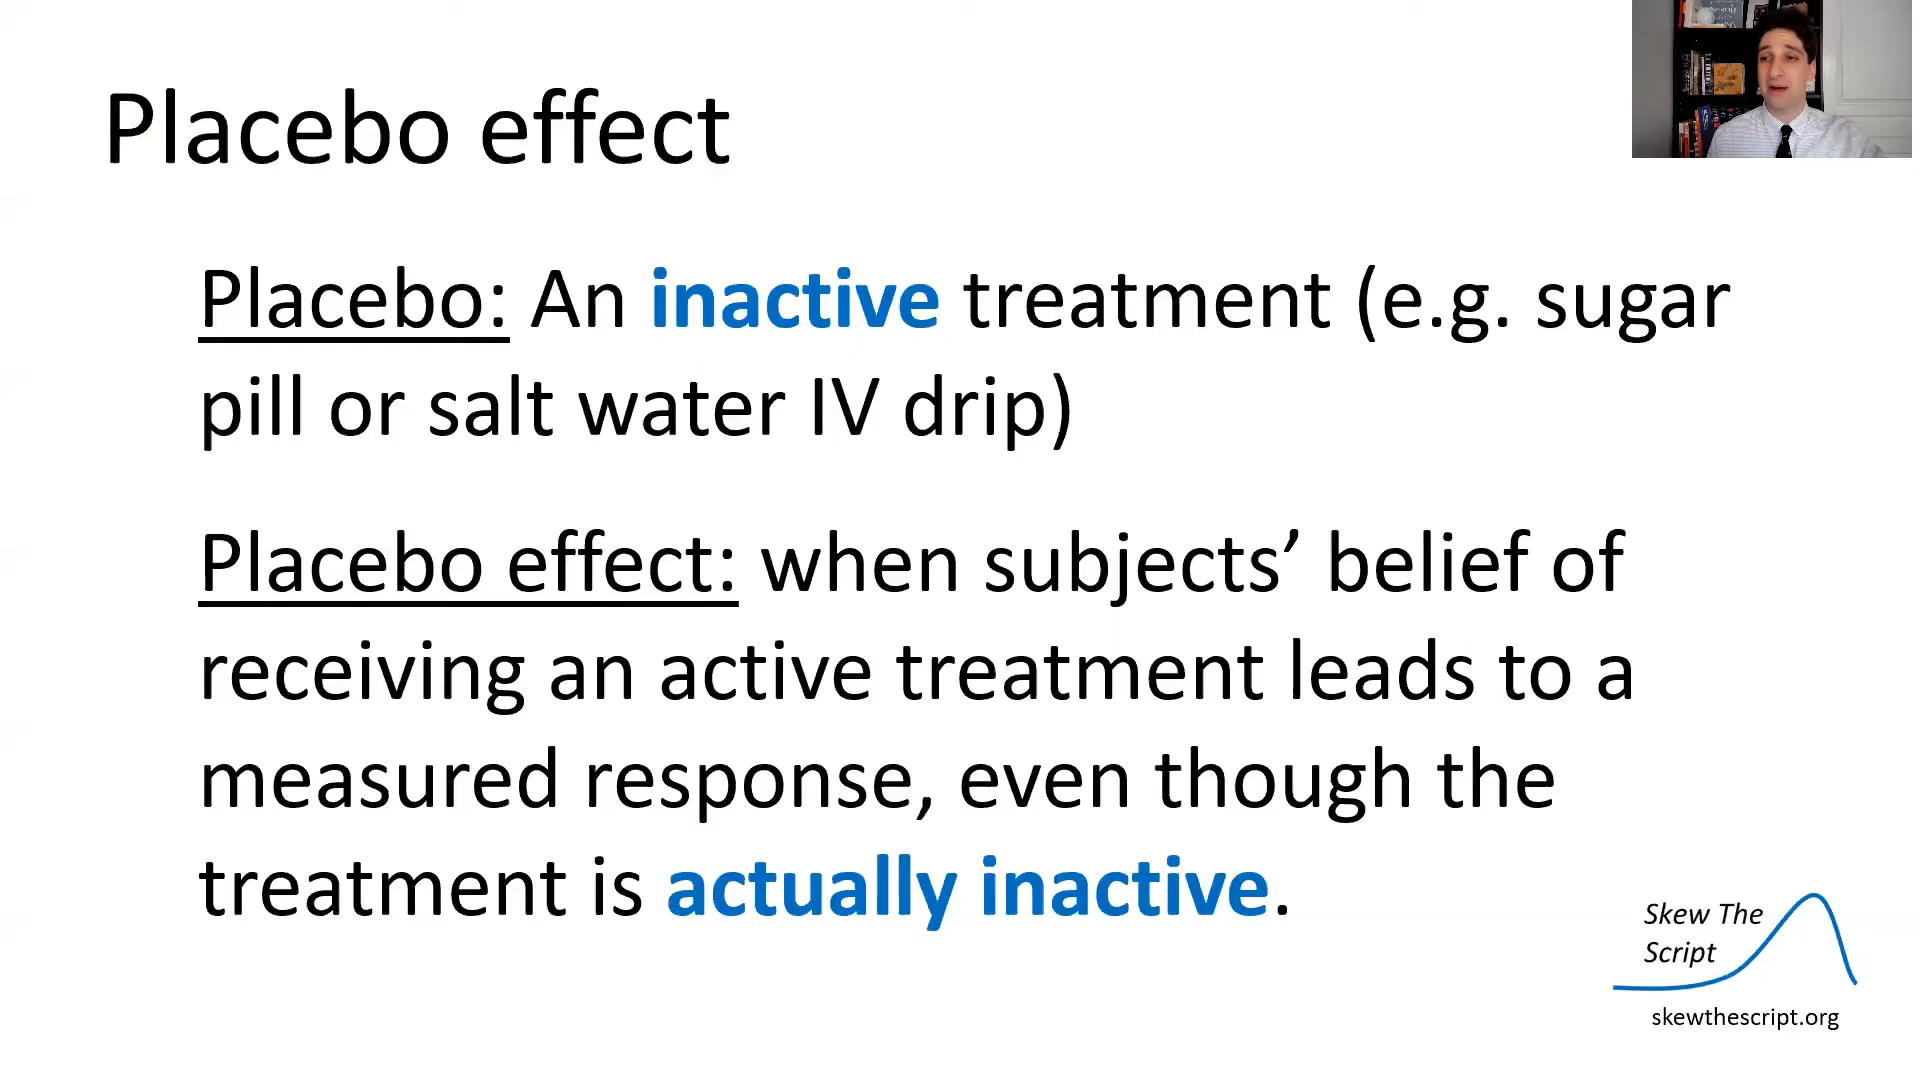 Placebo effect
Placebo: An inactive treatment (e.g. sugar
pill or salt water IV drip)
Placebo effect: when subjects’ belief of
receiving an active treatment leads to a
measured response, even though the
treatment is actually inactive.
Skew The
Script
skewthescript.org